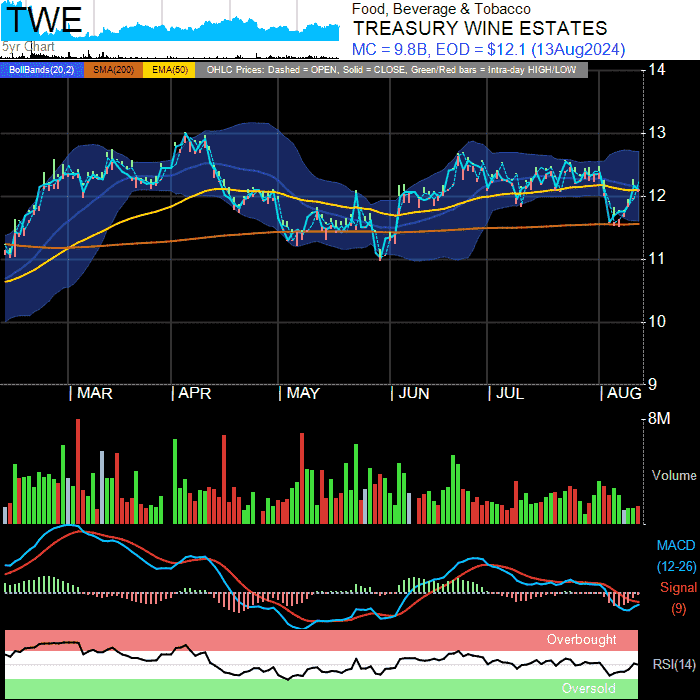 TWE
5yr Chart
Food, Beverage & Tobacco
TREASURY WINE ESTATES
MC = 9.8B, EOD = $12.1 (13Aug2024)
BollBands(20,2) SMA(200) EMA(50) OHLC Prices: Dashed = OPEN, Solid = CLOSE, Green/Red bars = Intra-day HIGH/LOW
14
13
12
11
10
9
| MAR | APR | MAY | JUN | JUL | AUG
8M
Volume
MACD
(12-26)
Signal
(9)
Overbought
RSI(14)
Oversold